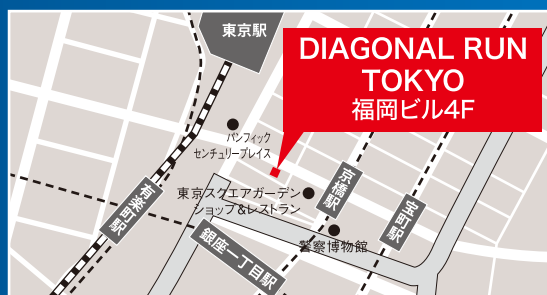 東京駅
DIAGONAL RUN
TOKYO
福岡ビル4F
パシフィック
センチュリープレイス
東京スクエアガーデン
ショップ&レストラン
京橋駅
有楽町駅
宝町駅
警察博物館
銀座一丁目駅